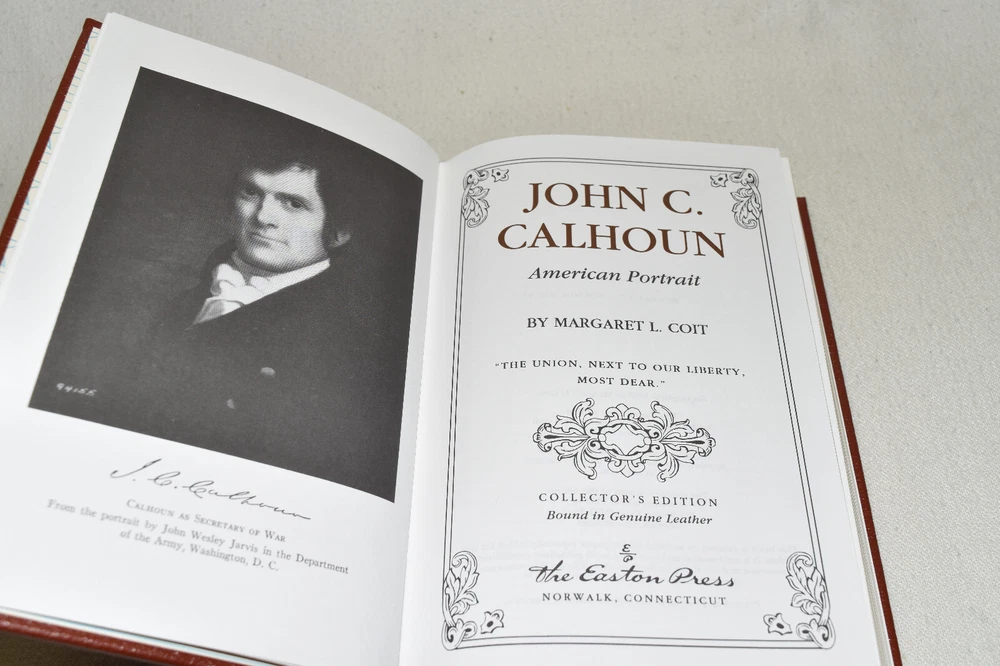 94155
J. C. Calhoun
CALHOUN AS SECRETARY OF WAR
From the portrait by John Wesley Jarvis in the Department
of the Army, Washington, D. C.
JOHN C.
CALHOUN
American Portrait
BY MARGARET L. COIT
"THE UNION, NEXT TO OUR LIBERTY,
MOST DEAR."
COLLECTOR'S EDITION
Bound in Genuine Leather
E
P
The Easton Press
NORWALK, CONNECTICUT